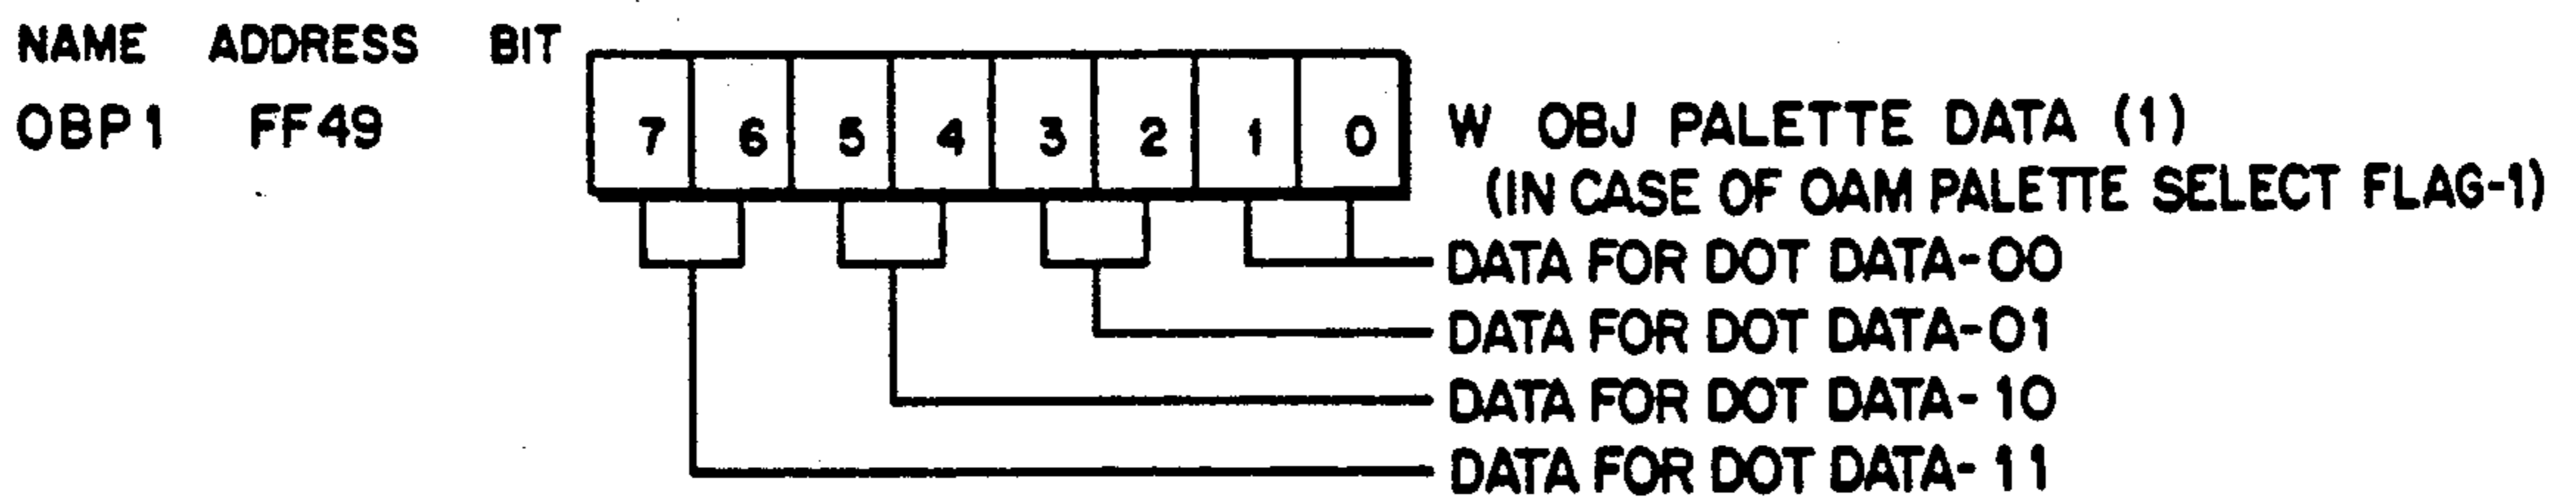 NAME ADDRESS BIT
OBP1 FF49 7 6 5 4 3 2 1 0 W OBJ PALETTE DATA (1)
(IN CASE OF OAM PALETTE SELECT FLAG-1)
DATA FOR DOT DATA-00
DATA FOR DOT DATA-01
DATA FOR DOT DATA-10
DATA FOR DOT DATA-11